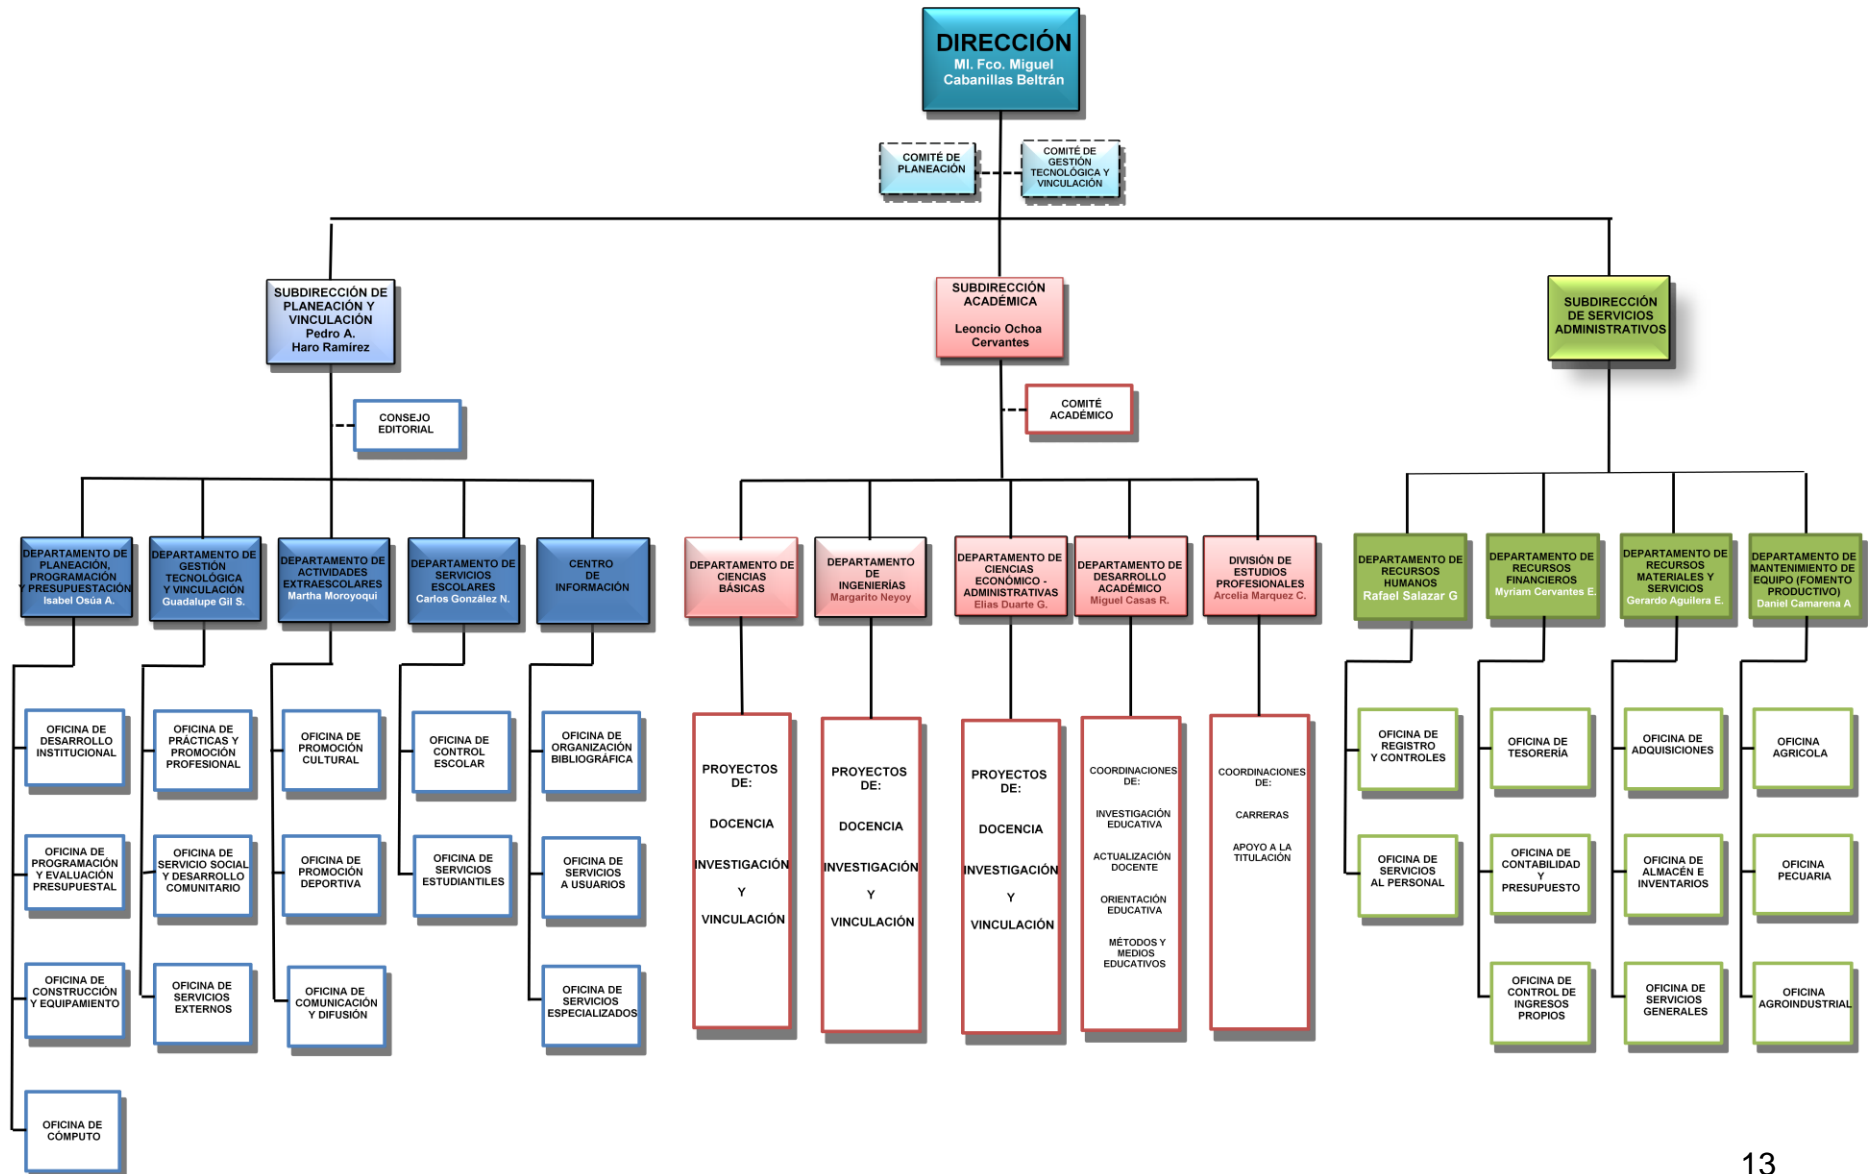 DIRECCIÓN
MI. Fco. Miguel
Cabanillas Beltrán
COMITÉ DE
PLANEACIÓN
COMITÉ DE
GESTIÓN
TECNOLÓGICA Y
VINCULACIÓN
SUBDIRECCIÓN DE
PLANEACIÓN Y
VINCULACIÓN
Pedro A.
Haro Ramírez
SUBDIRECCIÓN
ACADÉMICA
Leoncio Ochoa
Cervantes
SUBDIRECCIÓN
DE SERVICIOS
ADMINISTRATIVOS
CONSEJO
EDITORIAL
COMITÉ
ACADÉMICO
DEPARTAMENTO DE
PLANEACIÓN,
PROGRAMACIÓN
Y PRESUPUESTACIÓN
Isabel Osúa A.
DEPARTAMENTO DE
GESTIÓN
TECNOLÓGICA
Y VINCULACIÓN
Guadalupe Gil S.
DEPARTAMENTO DE
ACTIVIDADES
EXTRAESCOLARES
Martha Moroyoqui
DEPARTAMENTO DE
SERVICIOS
ESCOLARES
Carlos González N.
CENTRO
DE
INFORMACIÓN
DEPARTAMENTO DE
CIENCIAS
BÁSICAS
DEPARTAMENTO
DE
INGENIERÍAS
Margarito Neyoy
DEPARTAMENTO DE
CIENCIAS
ECONÓMICO -
ADMINISTRATIVAS
Elias Duarte G.
DEPARTAMENTO DE
DESARROLLO
ACADÉMICO
Miguel Casas R.
DIVISIÓN DE
ESTUDIOS
PROFESIONALES
Arcelia Marquez C.
DEPARTAMENTO DE
RECURSOS
HUMANOS
Rafael Salazar G
DEPARTAMENTO DE
RECURSOS
FINANCIEROS
Myriam Cervantes E.
DEPARTAMENTO DE
RECURSOS
MATERIALES Y
SERVICIOS
Gerardo Aguilera E.
DEPARTAMENTO DE
MANTENIMIENTO DE
EQUIPO (FOMENTO
PRODUCTIVO)
Daniel Camarena A
OFICINA DE
DESARROLLO
INSTITUCIONAL
OFICINA DE
PRÁCTICAS Y
PROMOCIÓN
PROFESIONAL
OFICINA DE
PROMOCIÓN
CULTURAL
OFICINA DE
CONTROL
ESCOLAR
OFICINA DE
ORGANIZACIÓN
BIBLIOGRÁFICA
PROYECTOS
DE:
DOCENCIA
INVESTIGACIÓN
Y
VINCULACIÓN
PROYECTOS
DE:
DOCENCIA
INVESTIGACIÓN
Y
VINCULACIÓN
PROYECTOS
DE:
DOCENCIA
INVESTIGACIÓN
Y
VINCULACIÓN
COORDINACIONES
DE:
INVESTIGACIÓN
EDUCATIVA
ACTUALIZACIÓN
DOCENTE
ORIENTACIÓN
EDUCATIVA
MÉTODOS Y
MEDIOS
EDUCATIVOS
COORDINACIONES
DE:
CARRERAS
APOYO A LA
TITULACIÓN
OFICINA DE
REGISTRO
Y CONTROLES
OFICINA DE
TESORERÍA
OFICINA DE
ADQUISICIONES
OFICINA
AGRICOLA
OFICINA DE
PROGRAMACIÓN
Y EVALUACIÓN
PRESUPUESTAL
OFICINA DE
SERVICIO SOCIAL
Y DESARROLLO
COMUNITARIO
OFICINA DE
PROMOCIÓN
DEPORTIVA
OFICINA DE
SERVICIOS
ESTUDIANTILES
OFICINA DE
SERVICIOS
A USUARIOS
OFICINA DE
SERVICIOS
AL PERSONAL
OFICINA DE
CONTABILIDAD
Y
PRESUPUESTO
OFICINA DE
ALMACÉN E
INVENTARIOS
OFICINA
PECUARIA
OFICINA DE
CONSTRUCCIÓN
Y EQUIPAMIENTO
OFICINA DE
SERVICIOS
EXTERNOS
OFICINA DE
COMUNICACIÓN
Y DIFUSIÓN
OFICINA DE
SERVICIOS
ESPECIALIZADOS
OFICINA DE
CONTROL DE
INGRESOS
PROPIOS
OFICINA DE
SERVICIOS
GENERALES
OFICINA
AGROINDUSTRIAL
OFICINA DE
CÓMPUTO
13